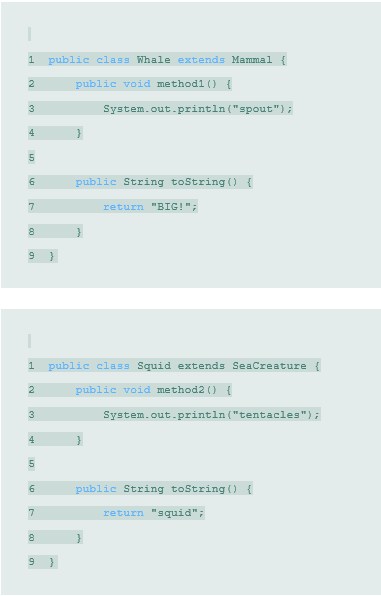 1 public class Whale extends Mammal {
2     public void method1() {
3         System.out.println("spout");
4     }
5
6     public String toString() {
7         return "BIG!";
8     }
9 }
1 public class Squid extends SeaCreature {
2     public void method2() {
3         System.out.println("tentacles");
4     }
5
6     public String toString() {
7         return "squid";
8     }
9 }